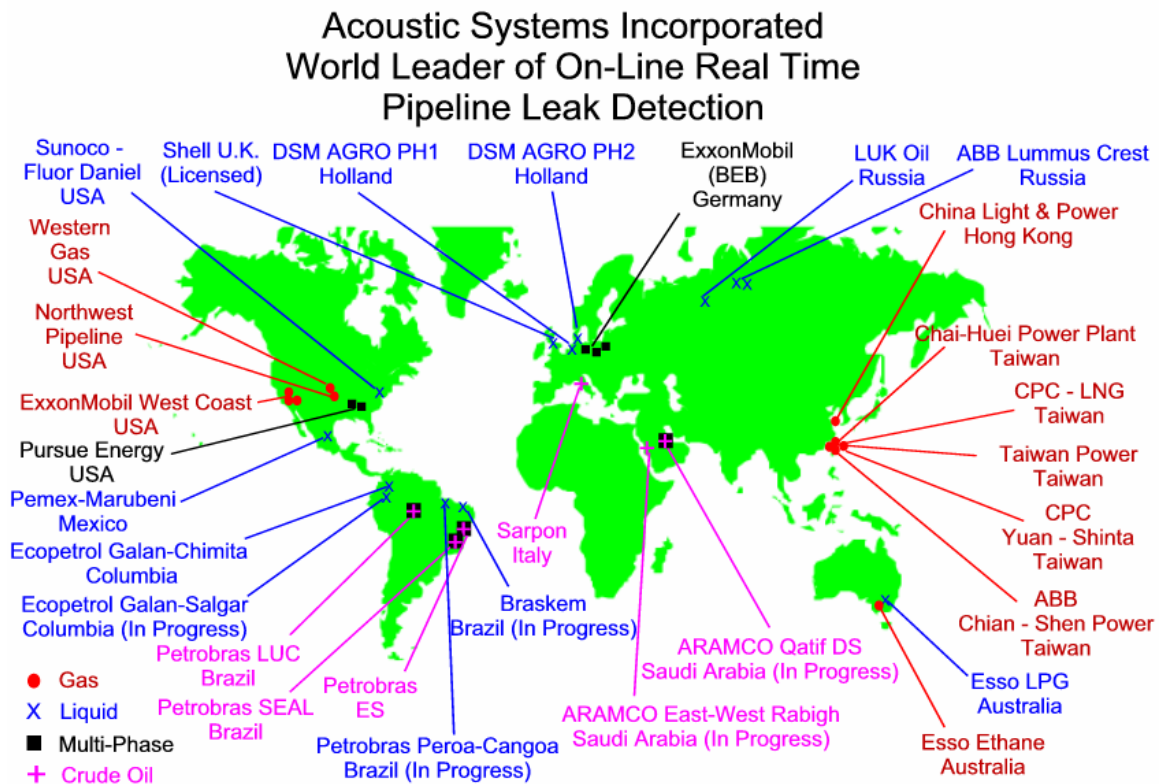 Acoustic Systems Incorporated
World Leader of On-Line Real Time
Pipeline Leak Detection
Sunoco -
Fluor Daniel
USA
Shell U.K.
(Licensed)
DSM AGRO PH1
Holland
DSM AGRO PH2
Holland
ExxonMobil
(BEB)
Germany
LUK Oil
Russia
ABB Lummus Crest
Russia
Western
Gas
USA
China Light & Power
Hong Kong
Northwest
Pipeline
USA
Chai-Huei Power Plant
Taiwan
ExxonMobil West Coast
USA
CPC - LNG
Taiwan
Pursue Energy
USA
Taiwan Power
Taiwan
Pemex-Marubeni
Mexico
Sarpon
Italy
CPC
Yuan - Shinta
Taiwan
Ecopetrol Galan-Chimita
Columbia
Ecopetrol Galan-Salgar
Columbia (In Progress)
Braskem
Brazil (In Progress)
ABB
Chian - Shen Power
Taiwan
Petrobras LUC
Brazil
ARAMCO Qatif DS
Saudi Arabia (In Progress)
Petrobras SEAL
Brazil
Petrobras
ES
ARAMCO East-West Rabigh
Saudi Arabia (In Progress)
Esso LPG
Australia
Petrobras Peroa-Cangoa
Brazil (In Progress)
Esso Ethane
Australia
Gas
X Liquid
Multi-Phase
+ Crude Oil